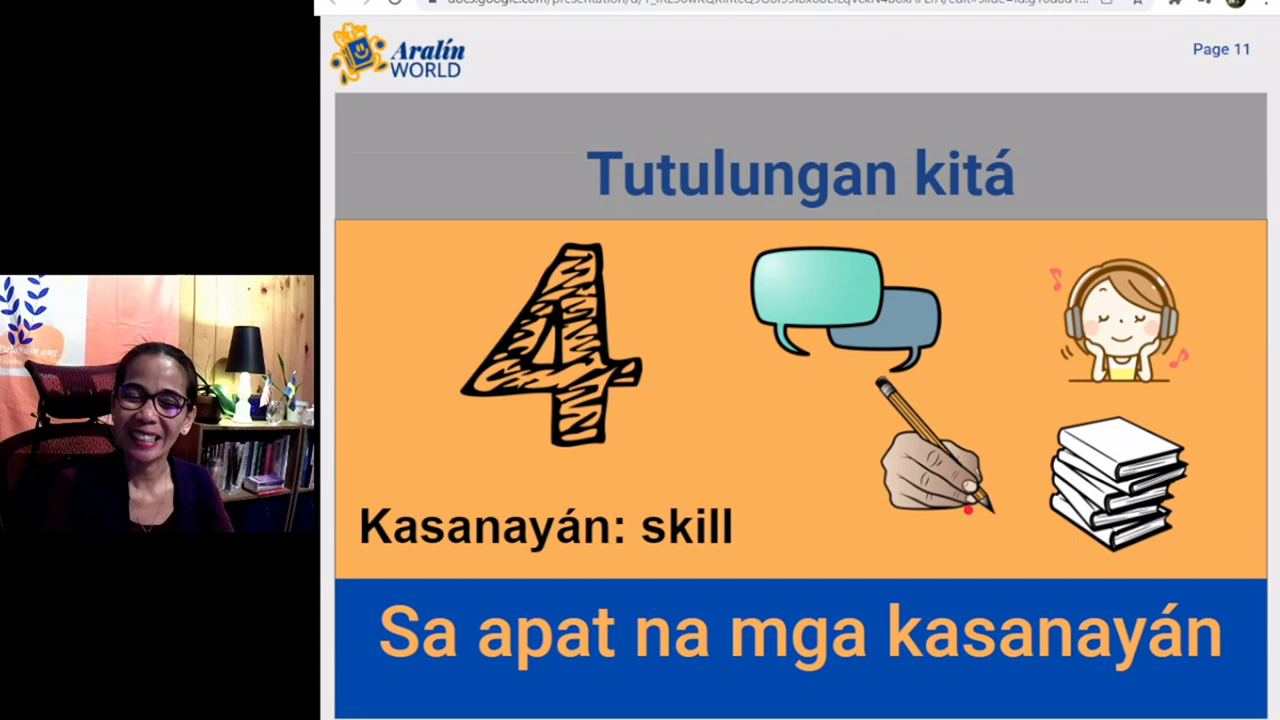 Aralín
WORLD
Page 11
Tutulungan kitá
4
Kasanayán: skill
Sa apat na mga kasanayán